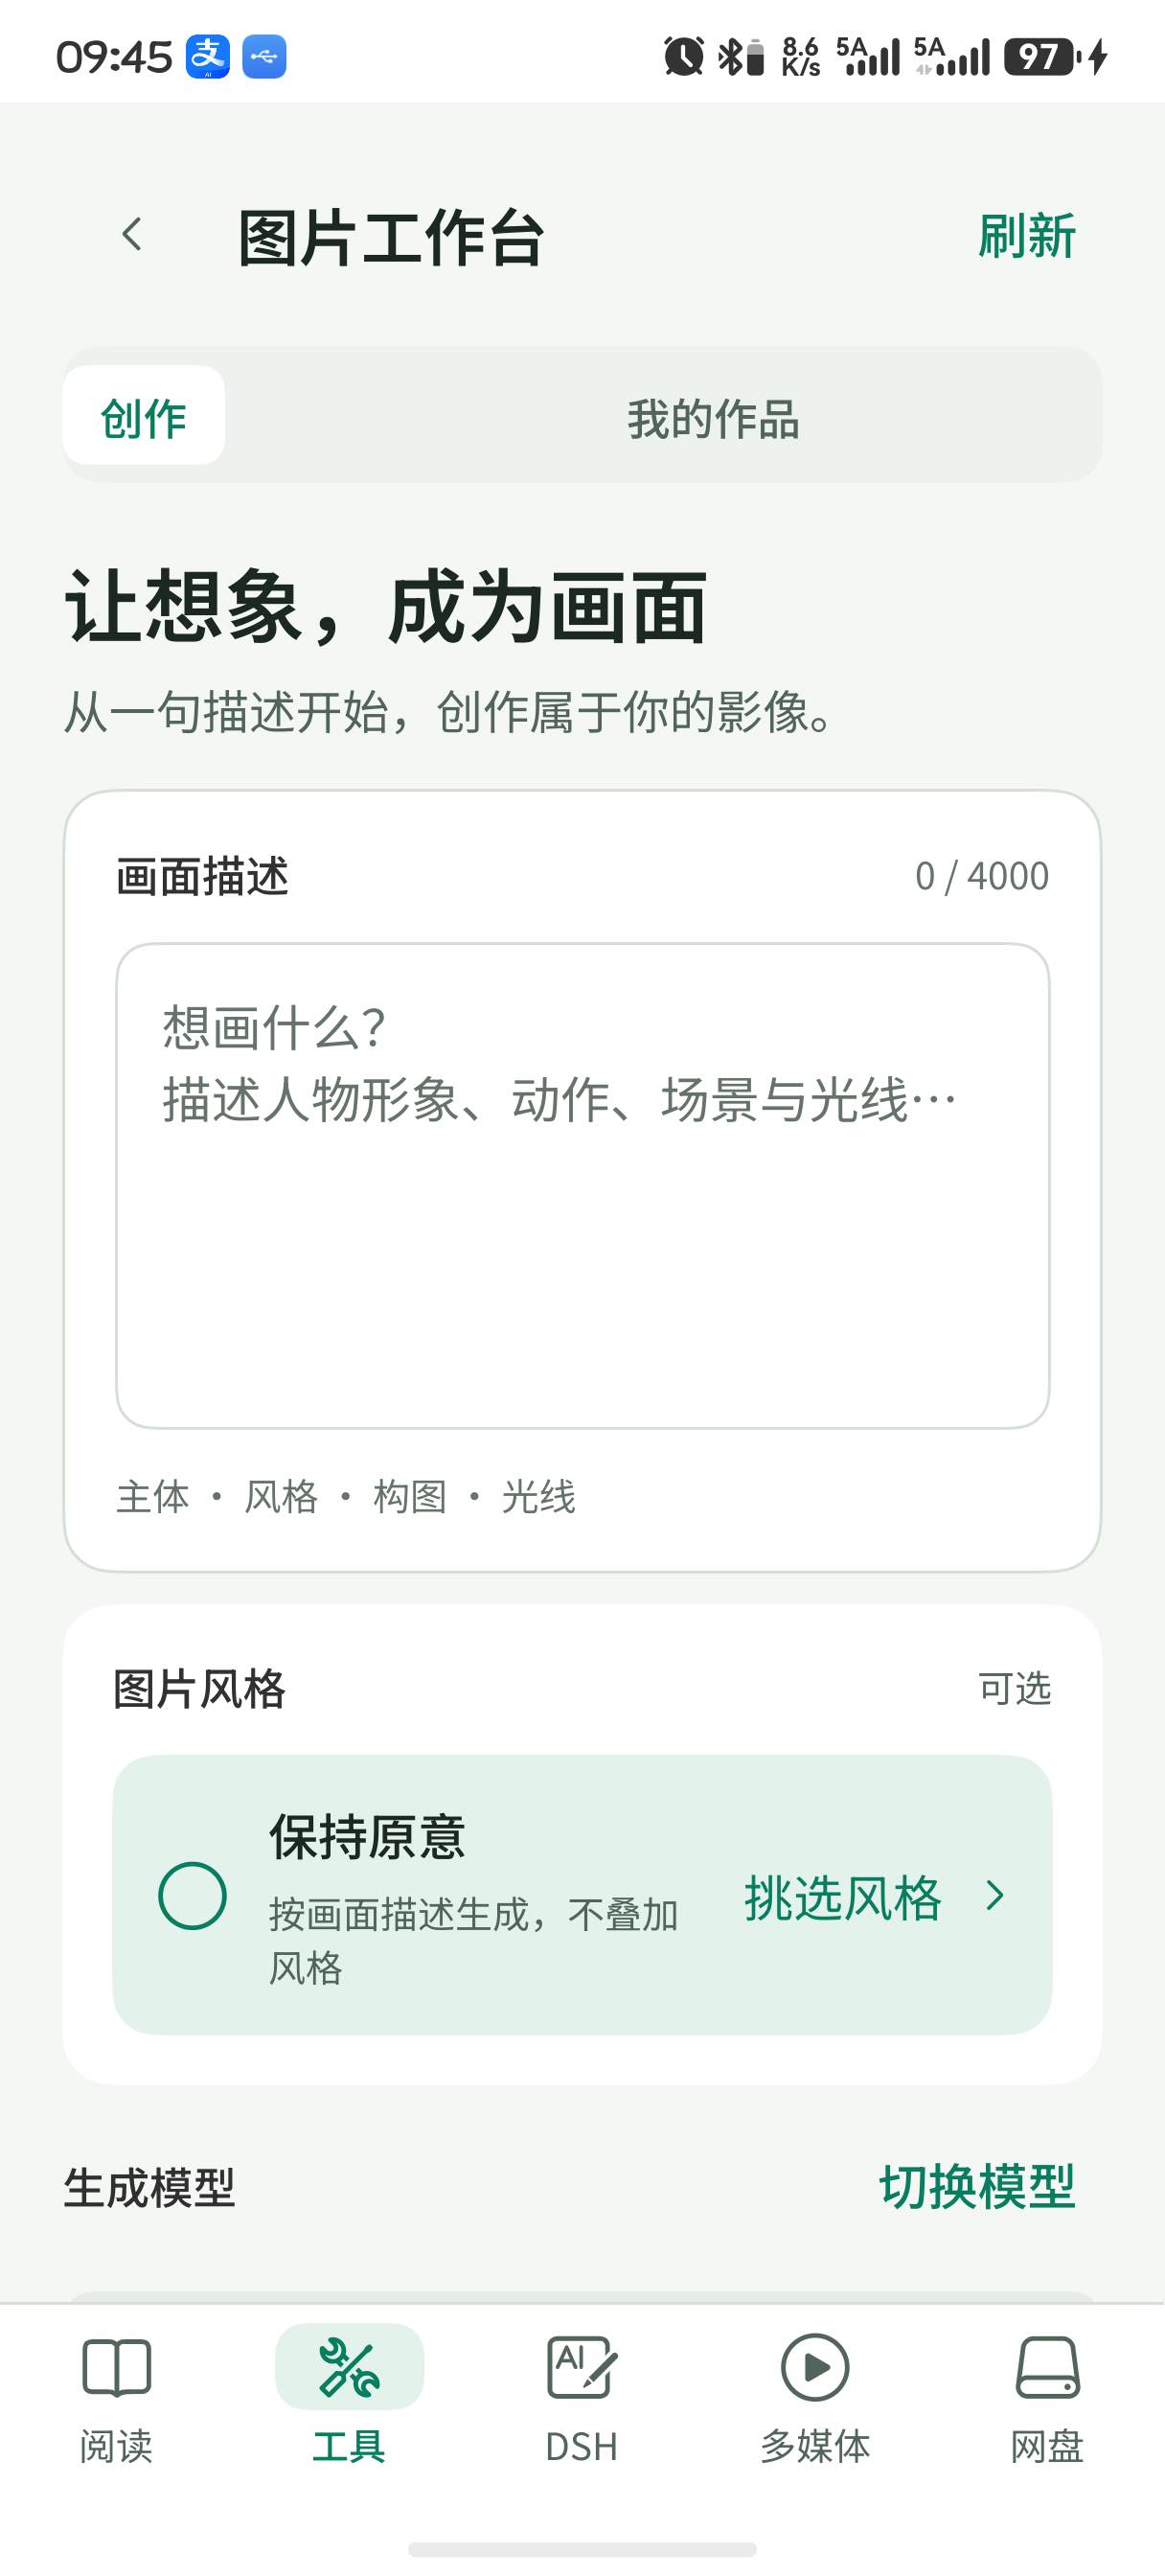 09:45
支
AI
8.6
K/s
5A
5A
97
图片工作台
刷新
创作
我的作品
让想象，成为画面
从一句描述开始，创作属于你的影像。
画面描述
0 / 4000
想画什么？
描述人物形象、动作、场景与光线…
主体 · 风格 · 构图 · 光线
图片风格
可选
保持原意
按画面描述生成，不叠加
风格
挑选风格
生成模型
切换模型
AI
阅读
工具
DSH
多媒体
网盘